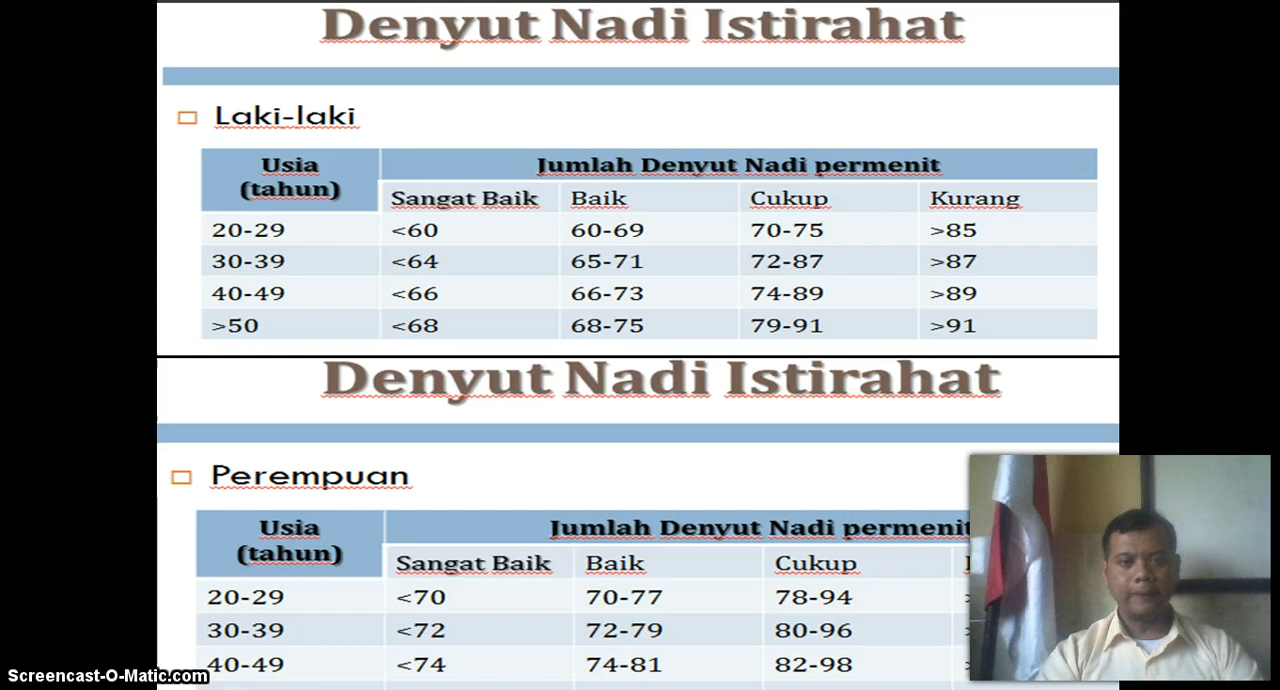 Denyut Nadi Istirahat
Laki-laki
Usia (tahun) Jumlah Denyut Nadi permenit
Sangat Baik Baik Cukup Kurang
20-29 <60 60-69 70-75 >85
30-39 <64 65-71 72-87 >87
40-49 <66 66-73 74-89 >89
>50 <68 68-75 79-91 >91
Denyut Nadi Istirahat
Perempuan
Usia (tahun) Jumlah Denyut Nadi permenit
Sangat Baik Baik Cukup
20-29 <70 70-77 78-94
30-39 <72 72-79 80-96
40-49 <74 74-81 82-98
Screencast-O-Matic.com